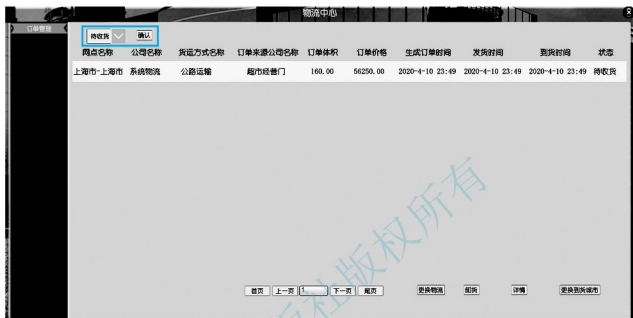 物流中心
订单管理
待收货 确认
网点名称 公司名称 货运方式名称 订单来源公司名称 订单体积 订单价格 生成订单时间 发货时间 到货时间 状态
上海市-上海市 系统物流 公路运输 超市经营门 160.00 56250.00 2020-4-10 23:49 2020-4-10 23:49 2020-4-10 23:49 待收货
首页 上一页 1 下一页 尾页 更换物流 卸货 详情 更换到货城市
社版权所有